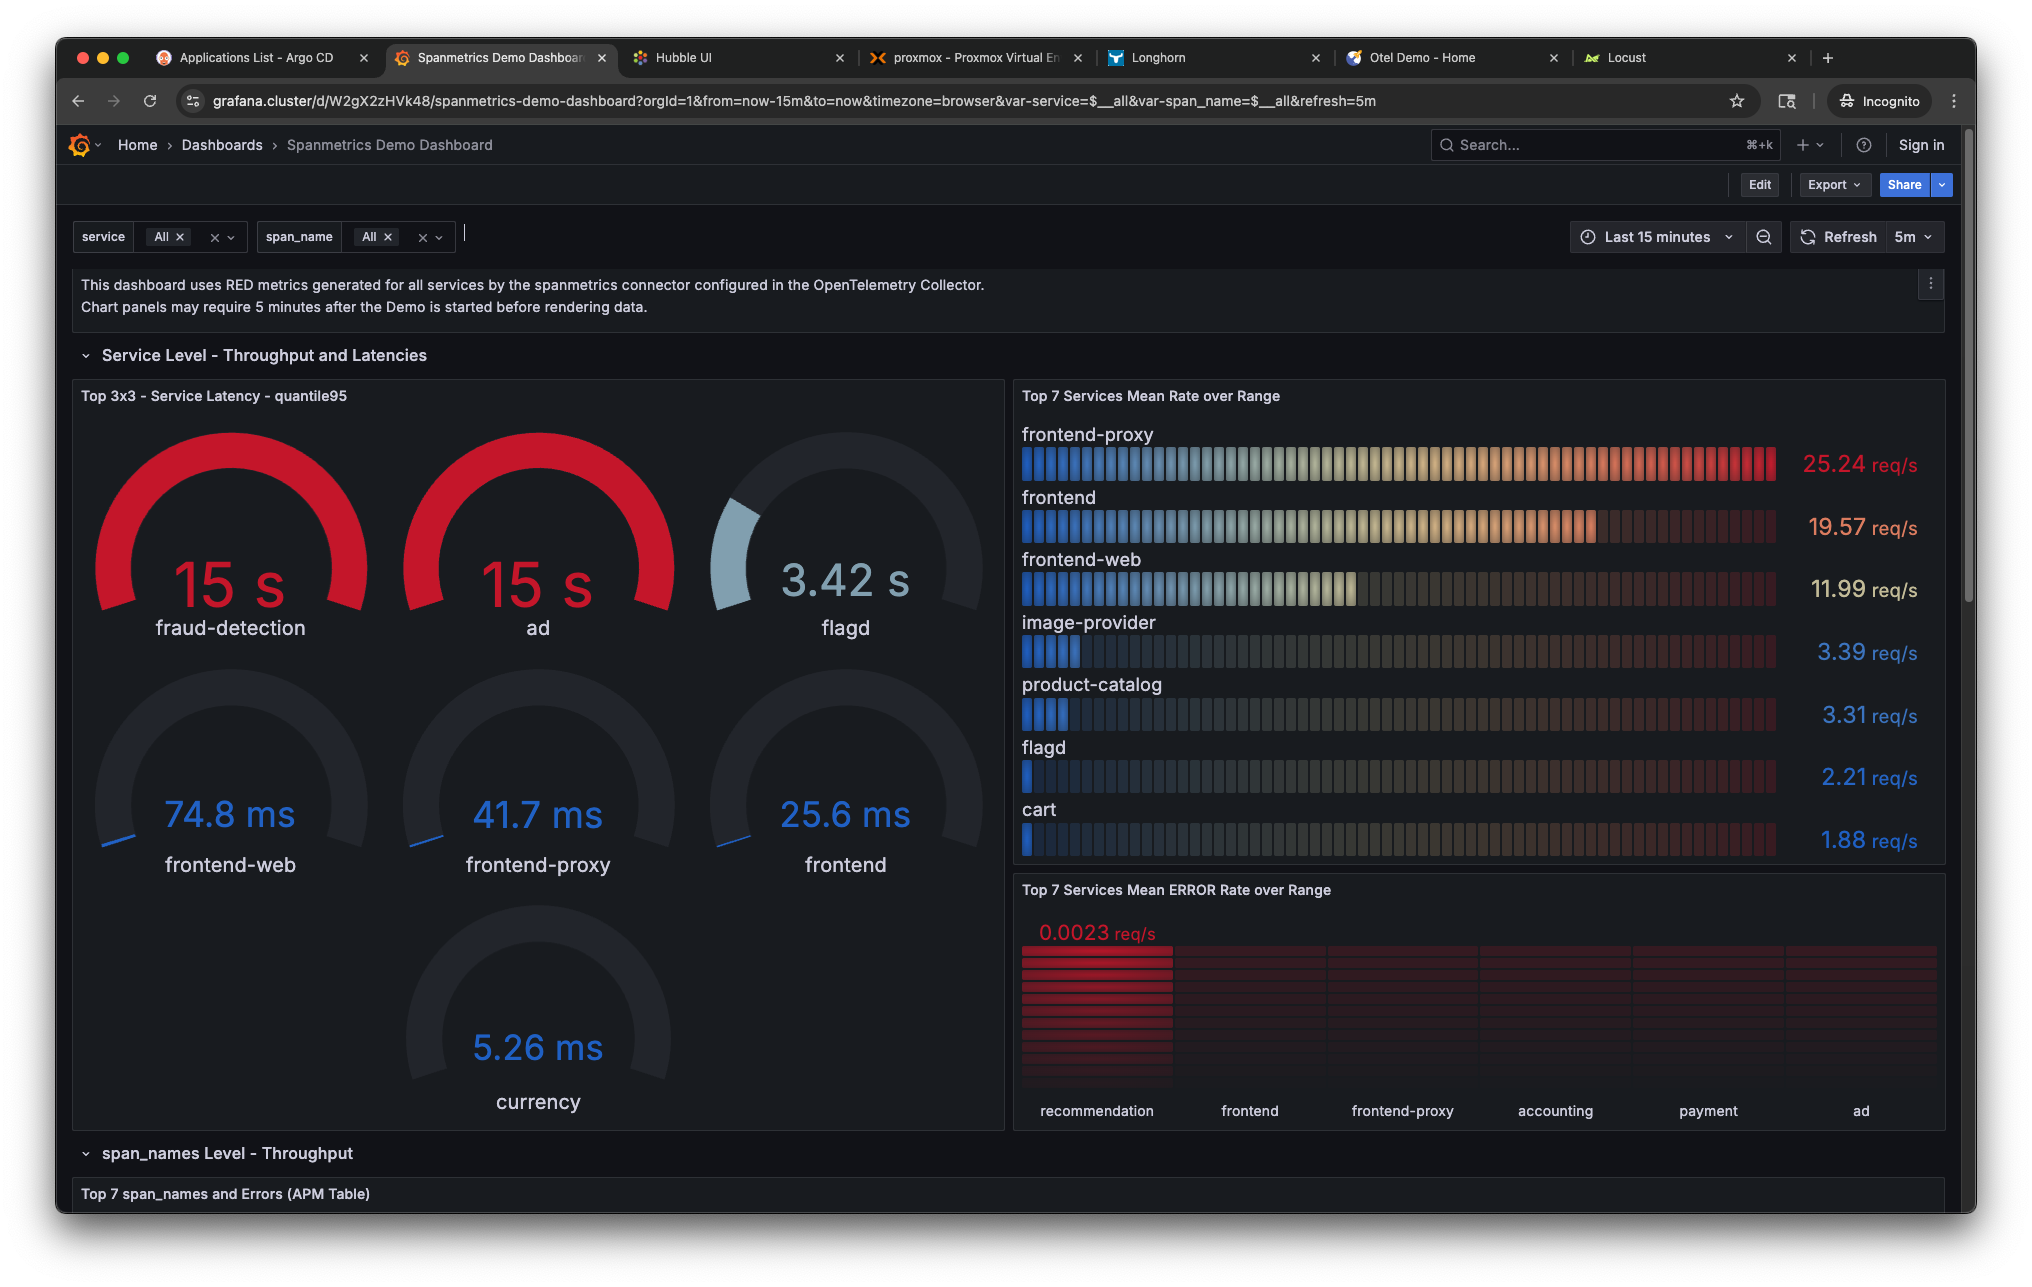 Applications List - Argo CD
Spanmetrics Demo Dashboar
Hubble UI
proxmox - Proxmox Virtual En
Longhorn
Otel Demo - Home
Locust
grafana.cluster/d/W2gX2zHVk48/spanmetrics-demo-dashboard?orgId=1&from=now-15m&to=now&timezone=browser&var-service=$__all&var-span_name=$__all&refresh=5m
Incognito
Home › Dashboards › Spanmetrics Demo Dashboard
Search...
⌘+k
Sign in
Edit
Export
Share
service
All
span_name
All
Last 15 minutes
Refresh
5m
This dashboard uses RED metrics generated for all services by the spanmetrics connector configured in the OpenTelemetry Collector.
Chart panels may require 5 minutes after the Demo is started before rendering data.
Service Level - Throughput and Latencies
Top 3x3 - Service Latency - quantile95
15 s
fraud-detection
15 s
ad
3.42 s
flagd
74.8 ms
frontend-web
41.7 ms
frontend-proxy
25.6 ms
frontend
5.26 ms
currency
Top 7 Services Mean Rate over Range
frontend-proxy
25.24 req/s
frontend
19.57 req/s
frontend-web
11.99 req/s
image-provider
3.39 req/s
product-catalog
3.31 req/s
flagd
2.21 req/s
cart
1.88 req/s
Top 7 Services Mean ERROR Rate over Range
0.0023 req/s
recommendation
frontend
frontend-proxy
accounting
payment
ad
span_names Level - Throughput
Top 7 span_names and Errors (APM Table)